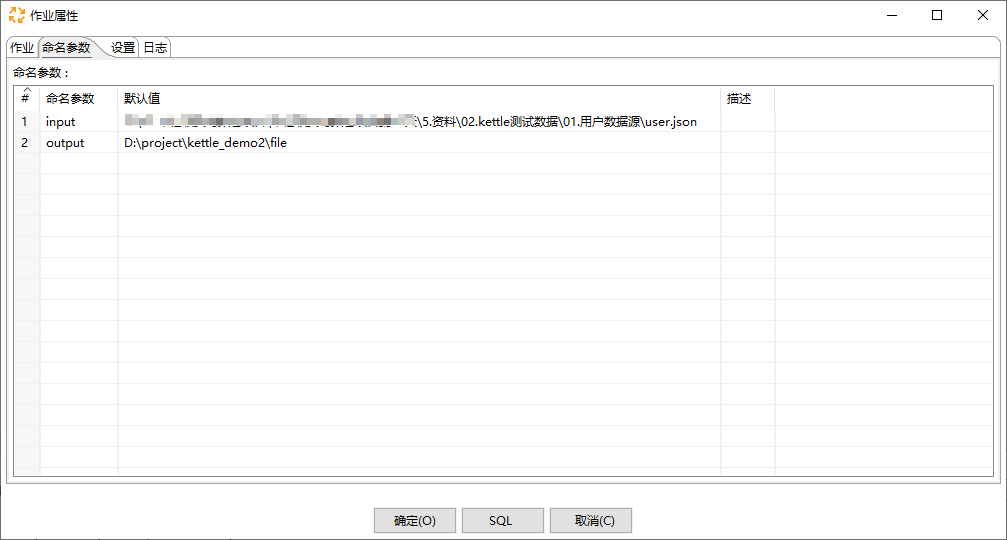 作业属性
作业 命名参数 设置 日志
命名参数：
# 命名参数 默认值 描述
1 input \5.资料\02.kettle测试数据\01.用户数据源\user.json
2 output D:\project\kettle_demo2\file
确定(O) SQL 取消(C)